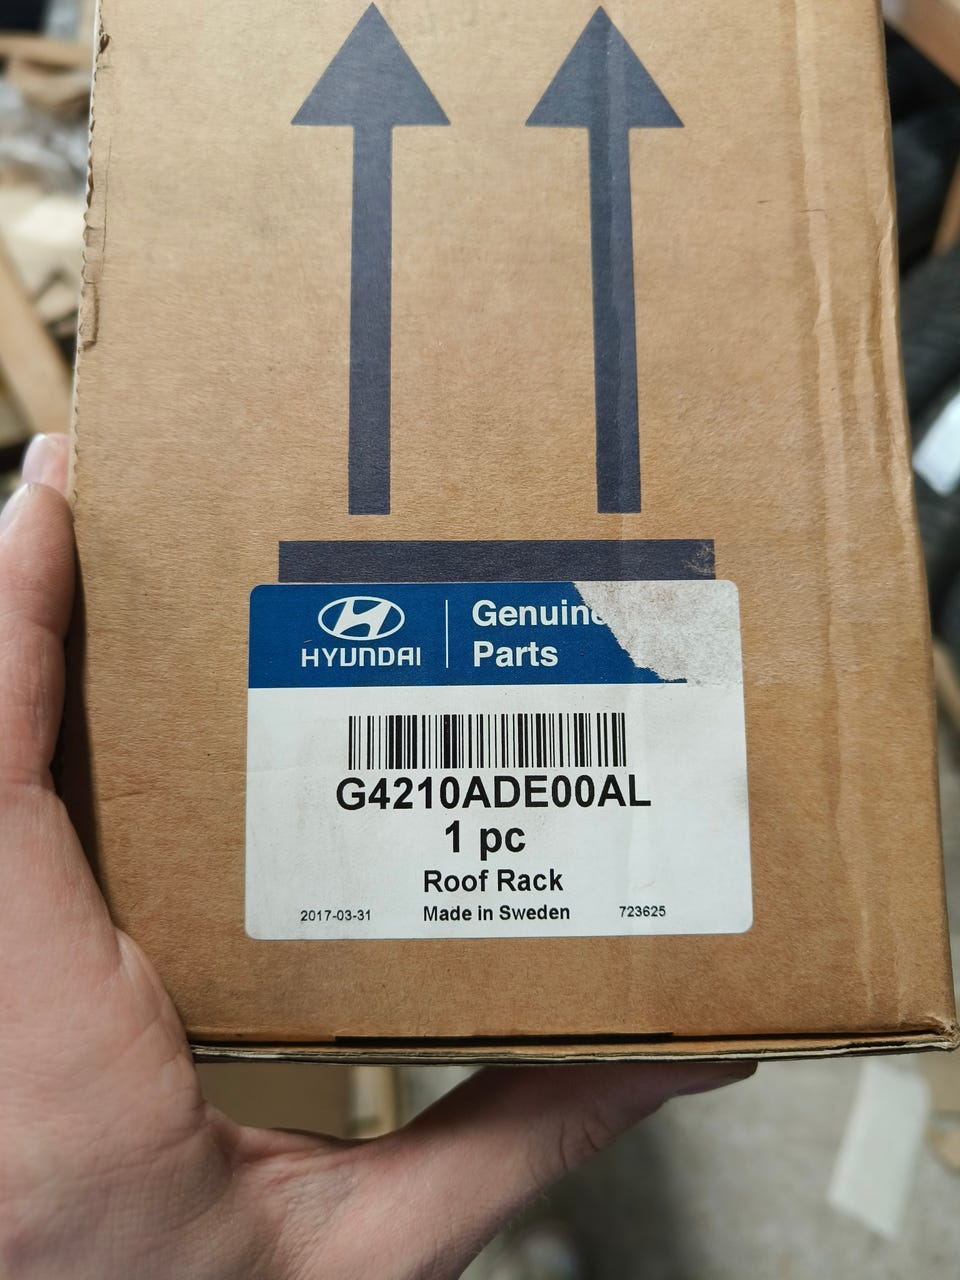 HYUNDAI
Genuine
Parts
G4210ADE00AL
1 pc
Roof Rack
2017-03-31 Made in Sweden 723625